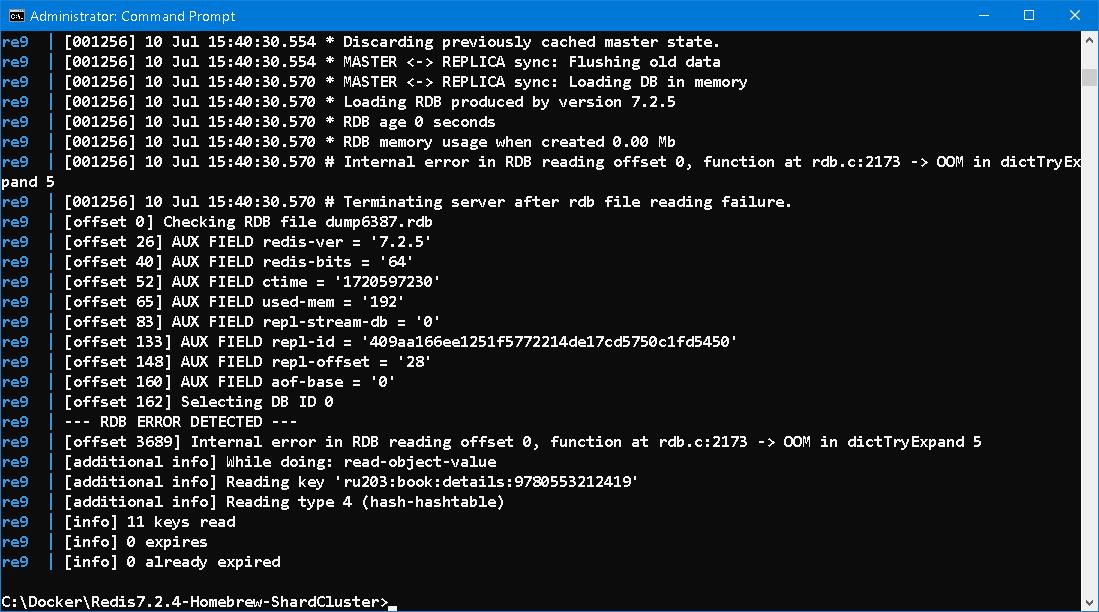 Administrator: Command Prompt
re9 | [001256] 10 Jul 15:40:30.554 * Discarding previously cached master state.
re9 | [001256] 10 Jul 15:40:30.554 * MASTER <-> REPLICA sync: Flushing old data
re9 | [001256] 10 Jul 15:40:30.570 * MASTER <-> REPLICA sync: Loading DB in memory
re9 | [001256] 10 Jul 15:40:30.570 * Loading RDB produced by version 7.2.5
re9 | [001256] 10 Jul 15:40:30.570 * RDB age 0 seconds
re9 | [001256] 10 Jul 15:40:30.570 * RDB memory usage when created 0.00 Mb
re9 | [001256] 10 Jul 15:40:30.570 # Internal error in RDB reading offset 0, function at rdb.c:2173 -> OOM in dictTryEx
pand 5
re9 | [001256] 10 Jul 15:40:30.570 # Terminating server after rdb file reading failure.
re9 | [offset 0] Checking RDB file dump6387.rdb
re9 | [offset 26] AUX FIELD redis-ver = '7.2.5'
re9 | [offset 40] AUX FIELD redis-bits = '64'
re9 | [offset 52] AUX FIELD ctime = '1720597230'
re9 | [offset 65] AUX FIELD used-mem = '192'
re9 | [offset 83] AUX FIELD repl-stream-db = '0'
re9 | [offset 133] AUX FIELD repl-id = '409aa166ee1251f5772214de17cd5750c1fd5450'
re9 | [offset 148] AUX FIELD repl-offset = '28'
re9 | [offset 160] AUX FIELD aof-base = '0'
re9 | [offset 162] Selecting DB ID 0
re9 | --- RDB ERROR DETECTED ---
re9 | [offset 3689] Internal error in RDB reading offset 0, function at rdb.c:2173 -> OOM in dictTryExpand 5
re9 | [additional info] While doing: read-object-value
re9 | [additional info] Reading key 'ru203:book:details:9780553212419'
re9 | [additional info] Reading type 4 (hash-hashtable)
re9 | [info] 11 keys read
re9 | [info] 0 expires
re9 | [info] 0 already expired
C:\Docker\Redis7.2.4-Homebrew-ShardCluster>